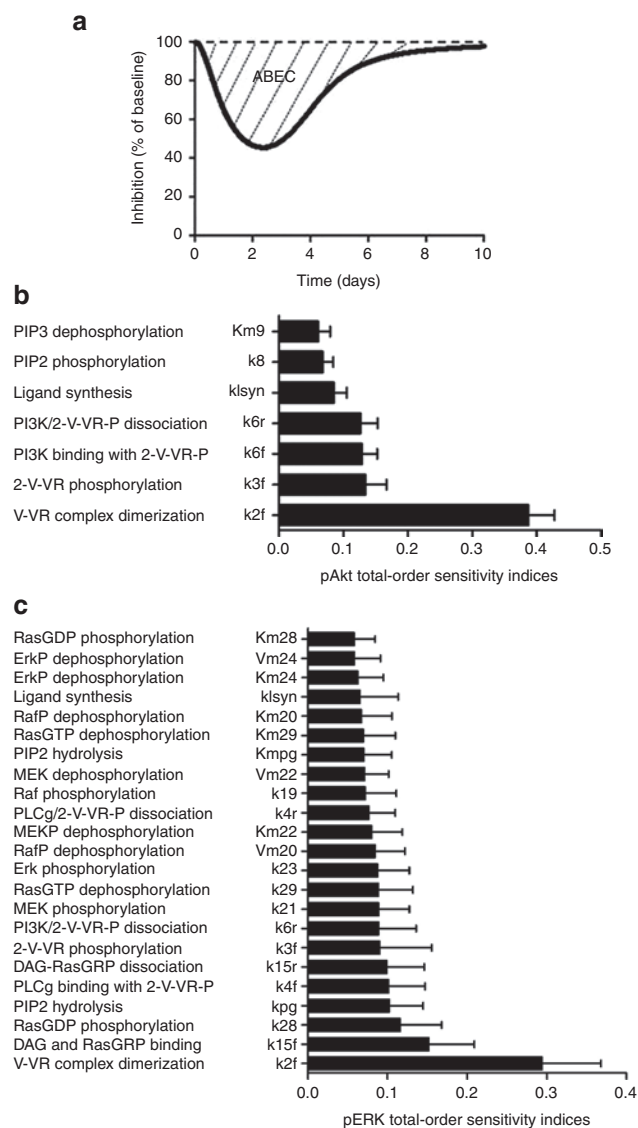 a
100
80
60
40
20
0
Inhibition (% of baseline)
ABEC
0 2 4 6 8 10
Time (days)
b
PIP3 dephosphorylation Km9
PIP2 phosphorylation k8
Ligand synthesis klsyn
PI3K/2-V-VR-P dissociation k6r
PI3K binding with 2-V-VR-P k6f
2-V-VR phosphorylation k3f
V-VR complex dimerization k2f
0.0 0.1 0.2 0.3 0.4 0.5
pAkt total-order sensitivity indices
c
RasGDP phosphorylation Km28
ErkP dephosphorylation Vm24
ErkP dephosphorylation Km24
Ligand synthesis klsyn
RafP dephosphorylation Km20
RasGTP dephosphorylation Km29
PIP2 hydrolysis Kmpg
MEK dephosphorylation Vm22
Raf phosphorylation k19
PLCg/2-V-VR-P dissociation k4r
MEKP dephosphorylation Km22
RafP dephosphorylation Vm20
Erk phosphorylation k23
RasGTP dephosphorylation k29
MEK phosphorylation k21
PI3K/2-V-VR-P dissociation k6r
2-V-VR phosphorylation k3f
DAG-RasGRP dissociation k15r
PLCg binding with 2-V-VR-P k4f
PIP2 hydrolysis kpg
RasGDP phosphorylation k28
DAG and RasGRP binding k15f
V-VR complex dimerization k2f
0.0 0.1 0.2 0.3 0.4
pERK total-order sensitivity indices